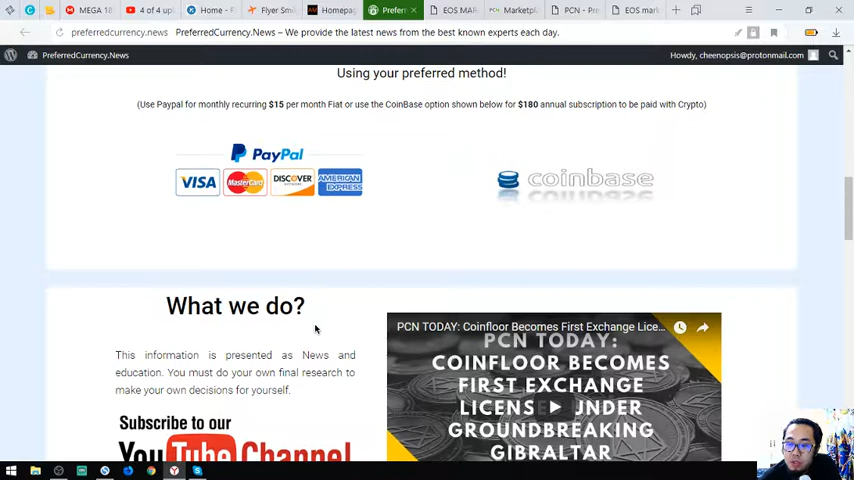 MEGA 18
4 of 4 upl
Home - F
Flyer Smi
Homepag
Prefer
EOS MAR
Marketpl
PCN - Pre
EOS mark
preferredcurrency.news
PreferredCurrency.News – We provide the latest news from the best known experts each day.
PreferredCurrency.News
Howdy, cheenopsis@protonmail.com
Using your preferred method!
(Use Paypal for monthly recurring $15 per month Fiat or use the CoinBase option shown below for $180 annual subscription to be paid with Crypto)
PayPal
VISA
MasterCard
DISCOVER
AMERICAN EXPRESS
coinbase
What we do?
This information is presented as News and
education. You must do your own final research to
make your own decisions for yourself.
Subscribe to our
YouTube Channel
PCN TODAY: Coinfloor Becomes First Exchange Lice...
PCN TODAY:
COINFLOOR BECOMES
FIRST EXCHANGE
LICENS UNDER
GROUNDBREAKING
GIBRALTAR